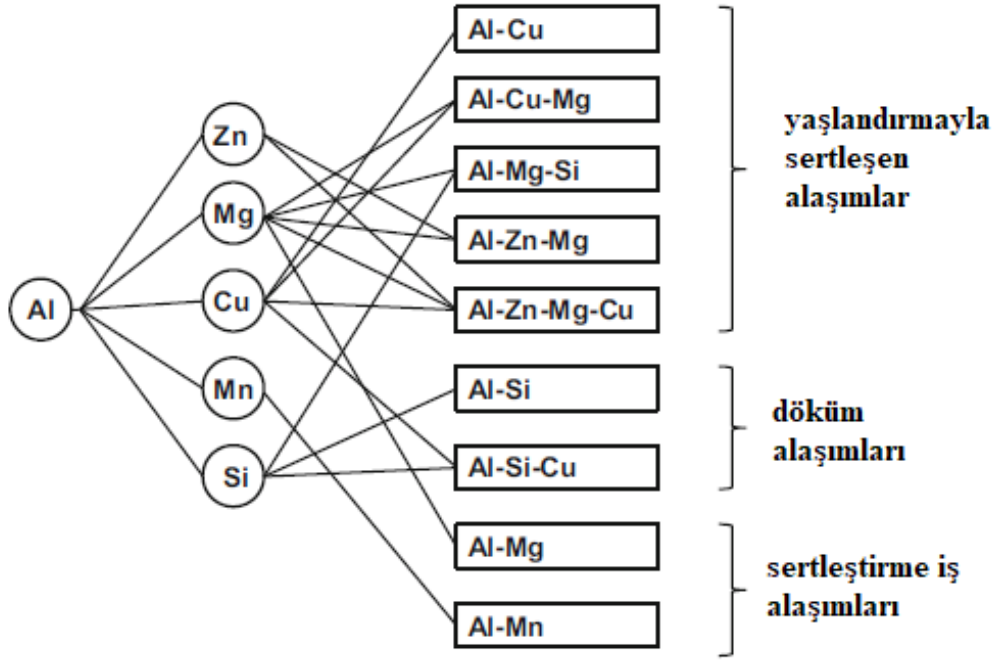 Al
Zn
Mg
Cu
Mn
Si
Al-Cu
Al-Cu-Mg
Al-Mg-Si
Al-Zn-Mg
Al-Zn-Mg-Cu
Al-Si
Al-Si-Cu
Al-Mg
Al-Mn
yaşlandırmayla
sertleşen
alaşımlar
döküm
alaşımları
sertleştirme iş
alaşımları